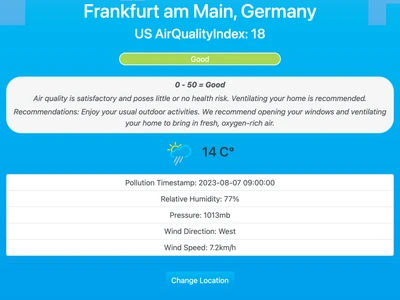 Frankfurt am Main, Germany
US AirQualityIndex: 18
Good
0 - 50 = Good
Air quality is satisfactory and poses little or no health risk. Ventilating your home is recommended.
Recommendations: Enjoy your usual outdoor activities. We recommend opening your windows and ventilating
your home to bring in fresh, oxygen-rich air.
14 C°
Pollution Timestamp: 2023-08-07 09:00:00
Relative Humidity: 77%
Pressure: 1013mb
Wind Direction: West
Wind Speed: 7.2km/h
Change Location